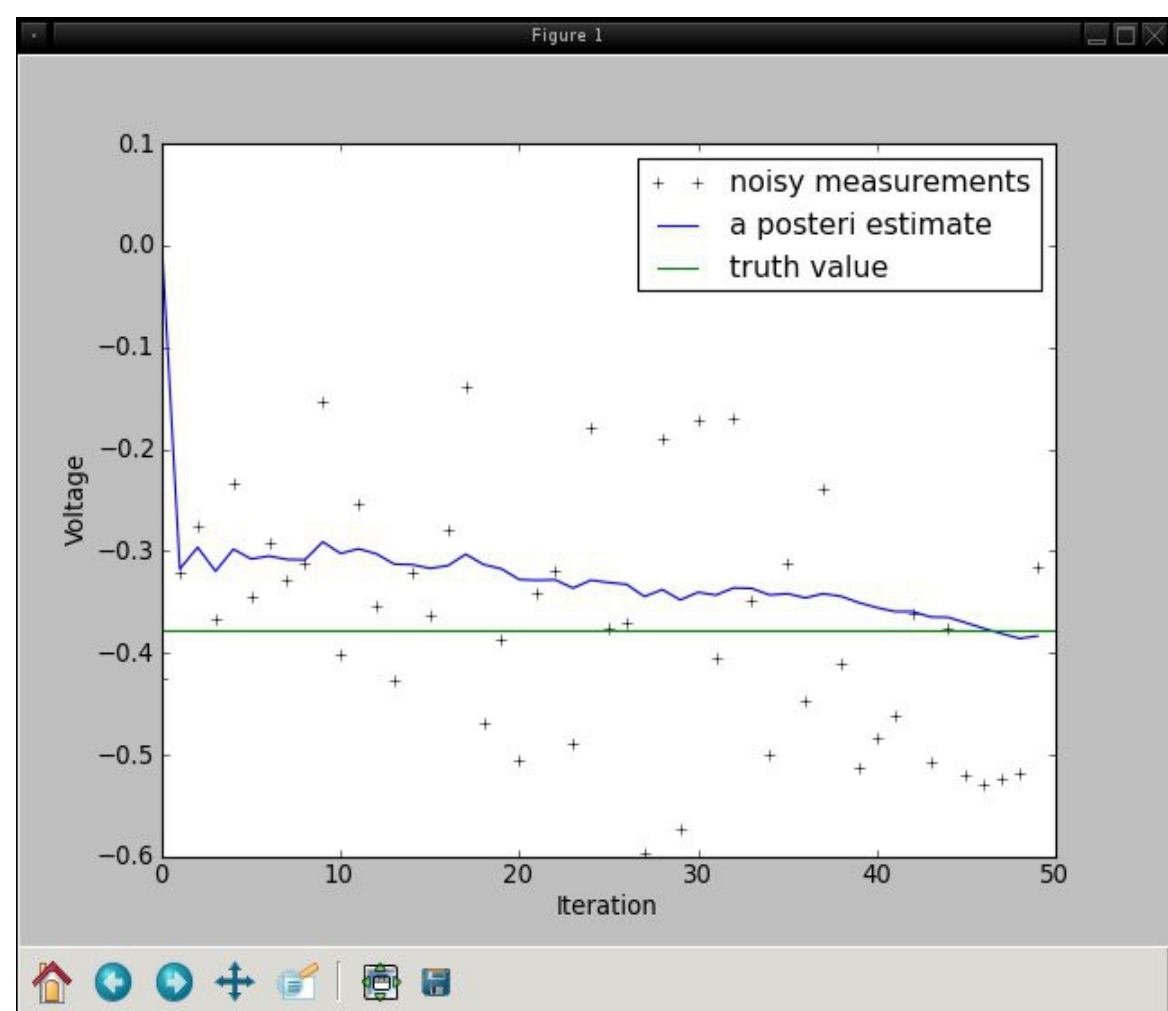 Figure 1
0.1
0.0
−0.1
−0.2
−0.3
−0.4
−0.5
−0.6
Voltage
noisy measurements
a posteri estimate
truth value
0 10 20 30 40 50
Iteration